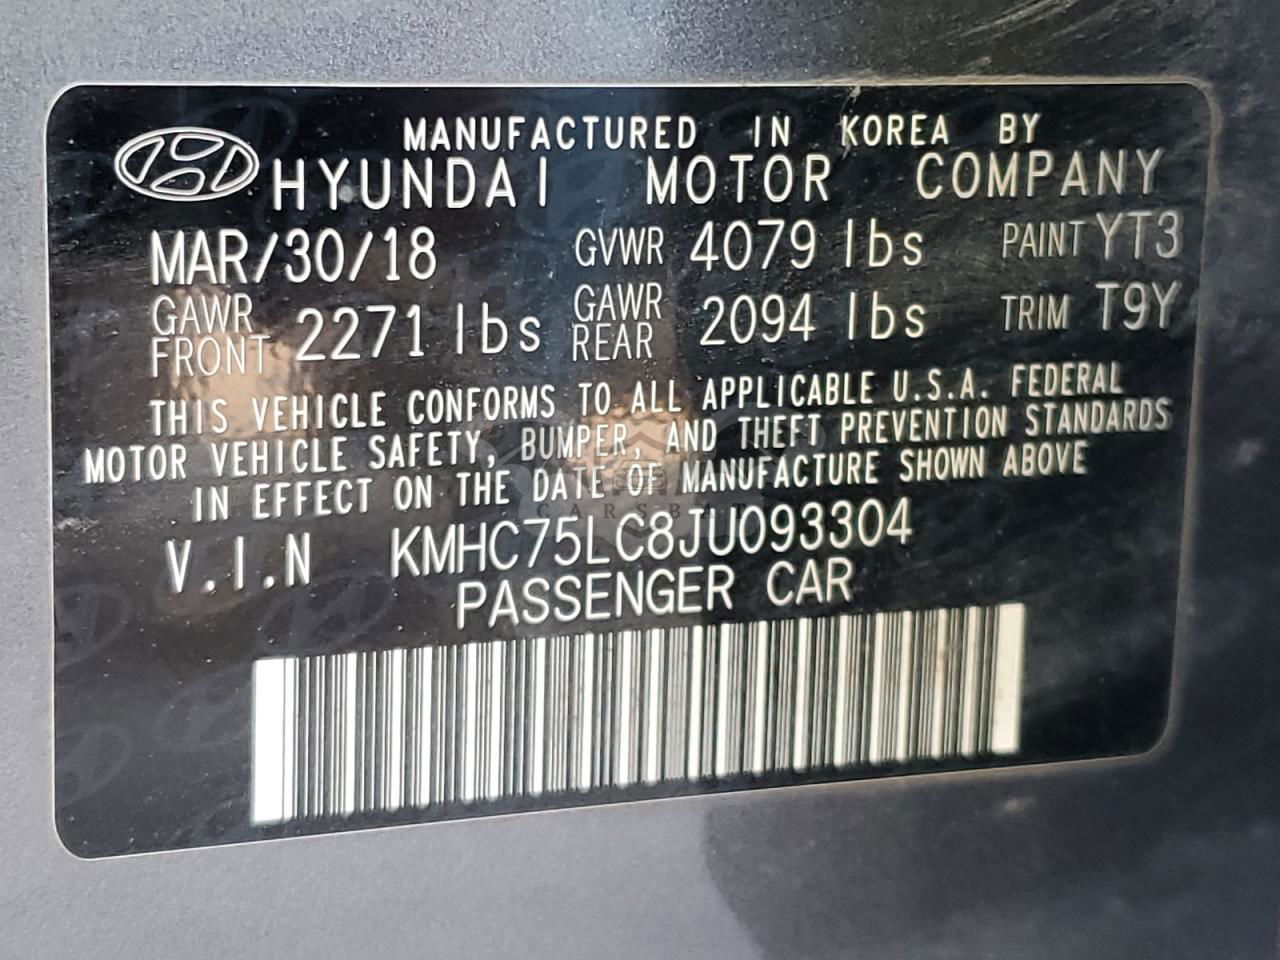 MANUFACTURED IN KOREA BY
HYUNDAI MOTOR COMPANY
MAR/30/18 GVWR 4079 lbs PAINT YT3
GAWR FRONT 2271 lbs GAWR REAR 2094 lbs TRIM T9Y
THIS VEHICLE CONFORMS TO ALL APPLICABLE U.S.A. FEDERAL
MOTOR VEHICLE SAFETY, BUMPER, AND THEFT PREVENTION STANDARDS
IN EFFECT ON THE DATE OF MANUFACTURE SHOWN ABOVE
V.I.N KMHC75LC8JU093304
PASSENGER CAR